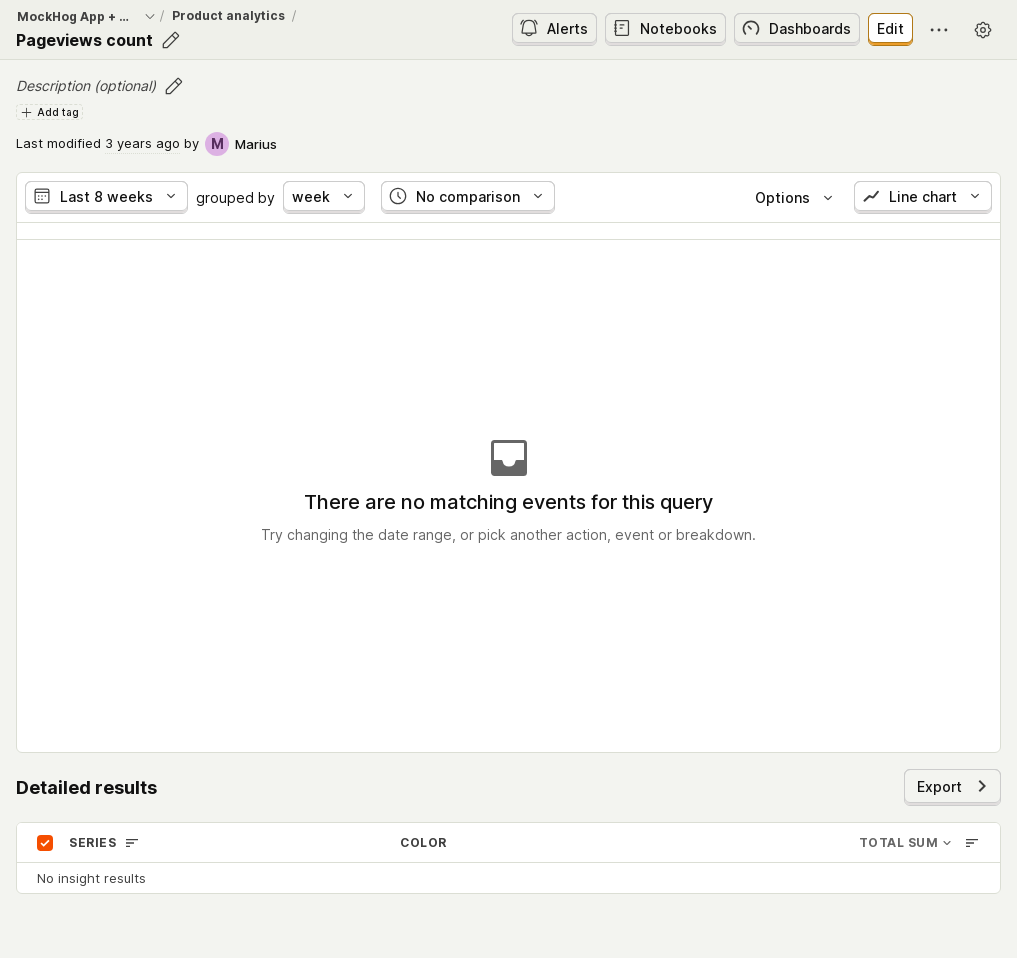 MockHog App + ... / Product analytics /
Pageviews count
Alerts Notebooks Dashboards Edit
Description (optional)
Add tag
Last modified 3 years ago by M Marius
Last 8 weeks grouped by week No comparison Options Line chart
There are no matching events for this query
Try changing the date range, or pick another action, event or breakdown.
Detailed results Export
SERIES COLOR TOTAL SUM
No insight results